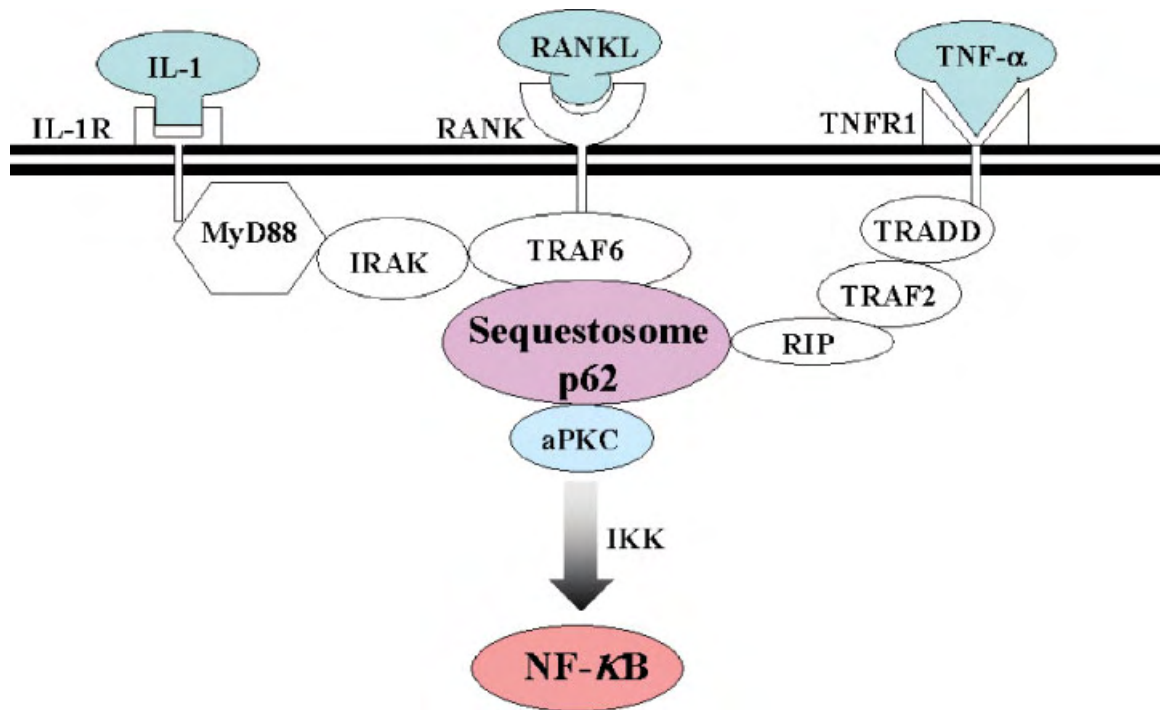 IL-1
RANKL
TNF-α
IL-1R
RANK
TNFR1
MyD88
IRAK
TRAF6
TRADD
TRAF2
RIP
Sequestosome
p62
aPKC
IKK
NF-κB